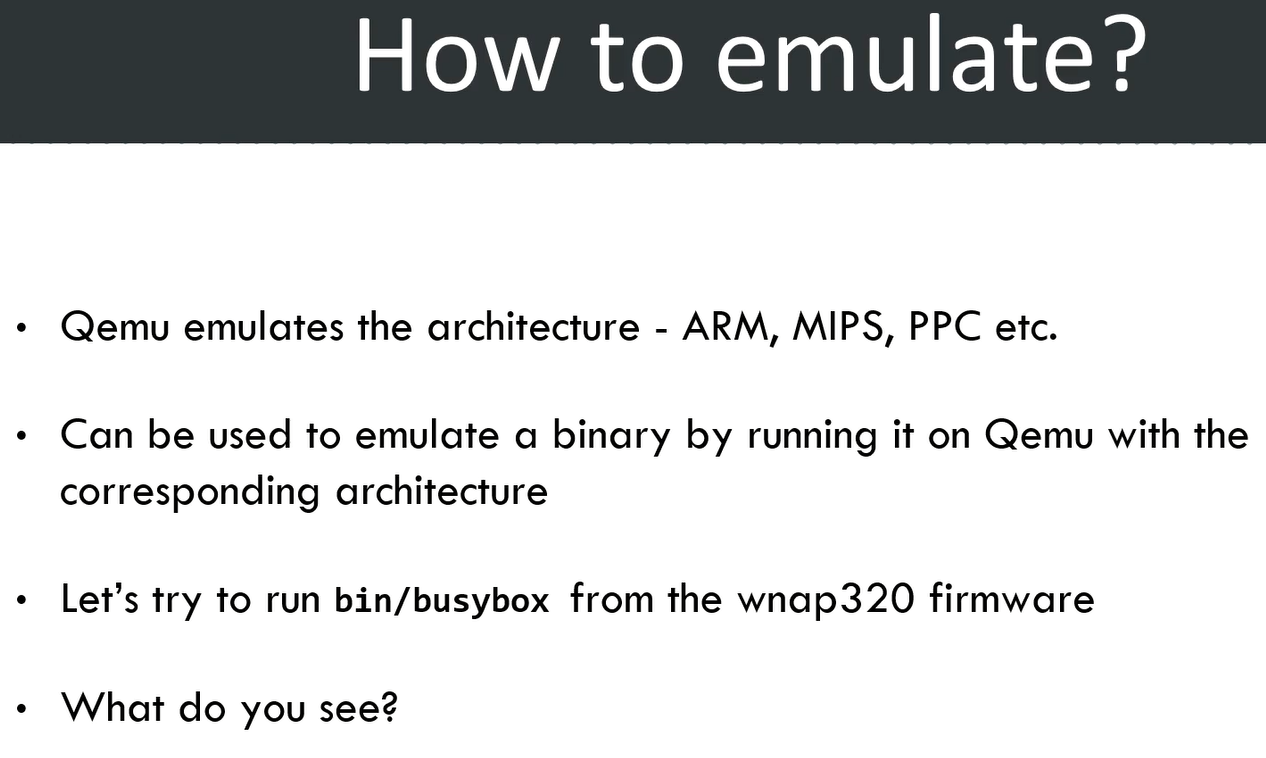 How to emulate?
• Qemu emulates the architecture - ARM, MIPS, PPC etc.
• Can be used to emulate a binary by running it on Qemu with the
corresponding architecture
• Let’s try to run bin/busybox from the wnap320 firmware
• What do you see?